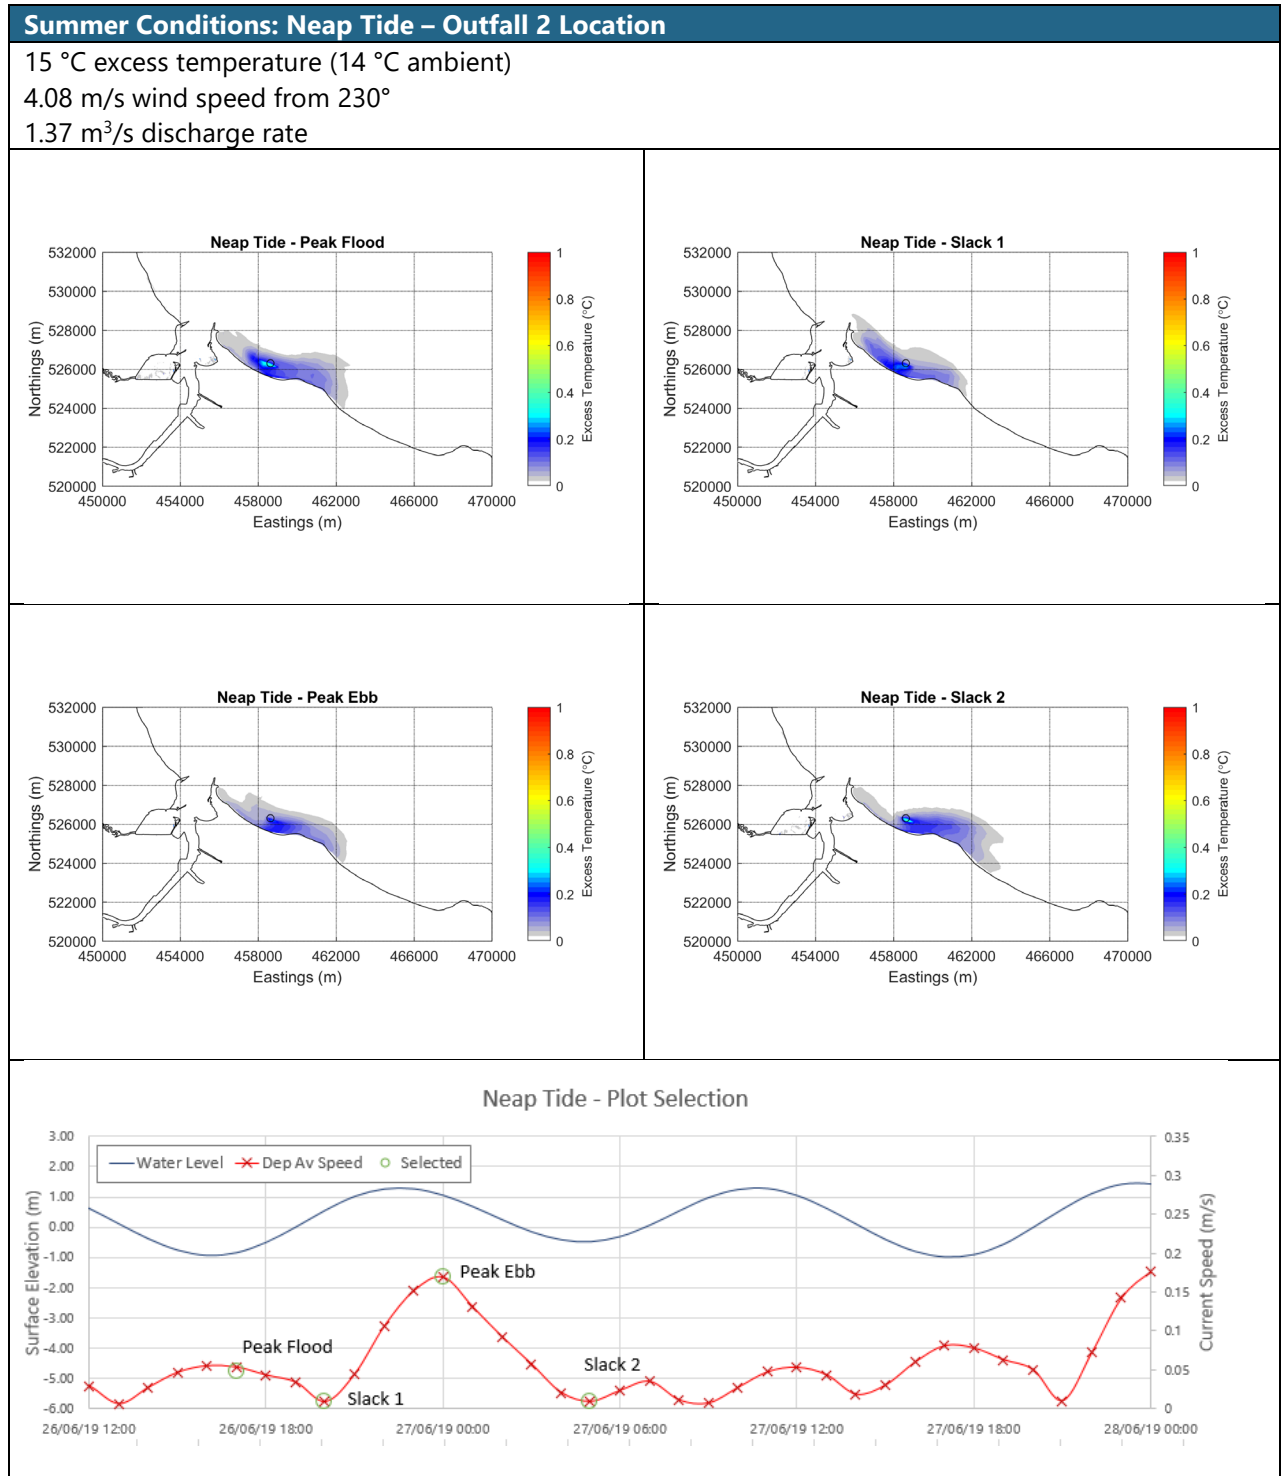 Summer Conditions: Neap Tide – Outfall 2 Location
15 °C excess temperature (14 °C ambient)
4.08 m/s wind speed from 230°
1.37 m³/s discharge rate
Neap Tide - Peak Flood
532000
530000
528000
526000
524000
522000
520000
Northings (m)
450000 454000 458000 462000 466000 470000
Eastings (m)
1
0.8
0.6
0.4
0.2
0
Excess Temperature (°C)
Neap Tide - Slack 1
532000
530000
528000
526000
524000
522000
520000
Northings (m)
450000 454000 458000 462000 466000 470000
Eastings (m)
1
0.8
0.6
0.4
0.2
0
Excess Temperature (°C)
Neap Tide - Peak Ebb
532000
530000
528000
526000
524000
522000
520000
Northings (m)
450000 454000 458000 462000 466000 470000
Eastings (m)
1
0.8
0.6
0.4
0.2
0
Excess Temperature (°C)
Neap Tide - Slack 2
532000
530000
528000
526000
524000
522000
520000
Northings (m)
450000 454000 458000 462000 466000 470000
Eastings (m)
1
0.8
0.6
0.4
0.2
0
Excess Temperature (°C)
Neap Tide - Plot Selection
Water Level Dep Av Speed Selected
3.00
2.00
1.00
0.00
-1.00
-2.00
-3.00
-4.00
-5.00
-6.00
Surface Elevation (m)
Peak Flood
Slack 1
Peak Ebb
Slack 2
0.35
0.3
0.25
0.2
0.15
0.1
0.05
0
Current Speed (m/s)
26/06/19 12:00 26/06/19 18:00 27/06/19 00:00 27/06/19 06:00 27/06/19 12:00 27/06/19 18:00 28/06/19 00:00